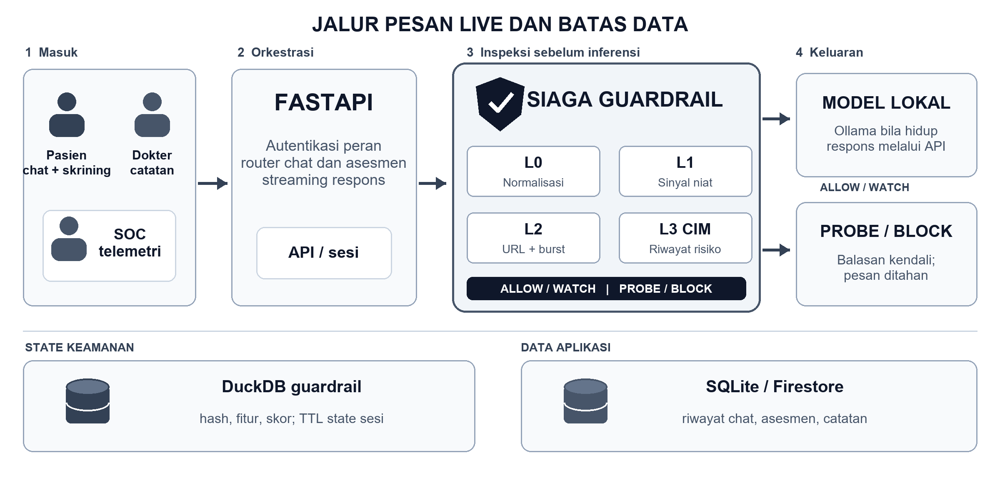 JALUR PESAN LIVE DAN BATAS DATA
1 Masuk
Pasien
chat + skrining
Dokter
catatan
SOC
telemetri
2 Orkestrasi
FASTAPI
Autentikasi peran
router chat dan asesmen
streaming respons
API / sesi
3 Inspeksi sebelum inferensi
SIAGA GUARDRAIL
L0
Normalisasi
L1
Sinyal niat
L2
URL + burst
L3 CIM
Riwayat risiko
ALLOW / WATCH | PROBE / BLOCK
4 Keluaran
MODEL LOKAL
Ollama bila hidup
respons melalui API
ALLOW / WATCH
PROBE / BLOCK
Balasan kendali;
pesan ditahan
STATE KEAMANAN
DuckDB guardrail
hash, fitur, skor; TTL state sesi
DATA APLIKASI
SQLite / Firestore
riwayat chat, asesmen, catatan